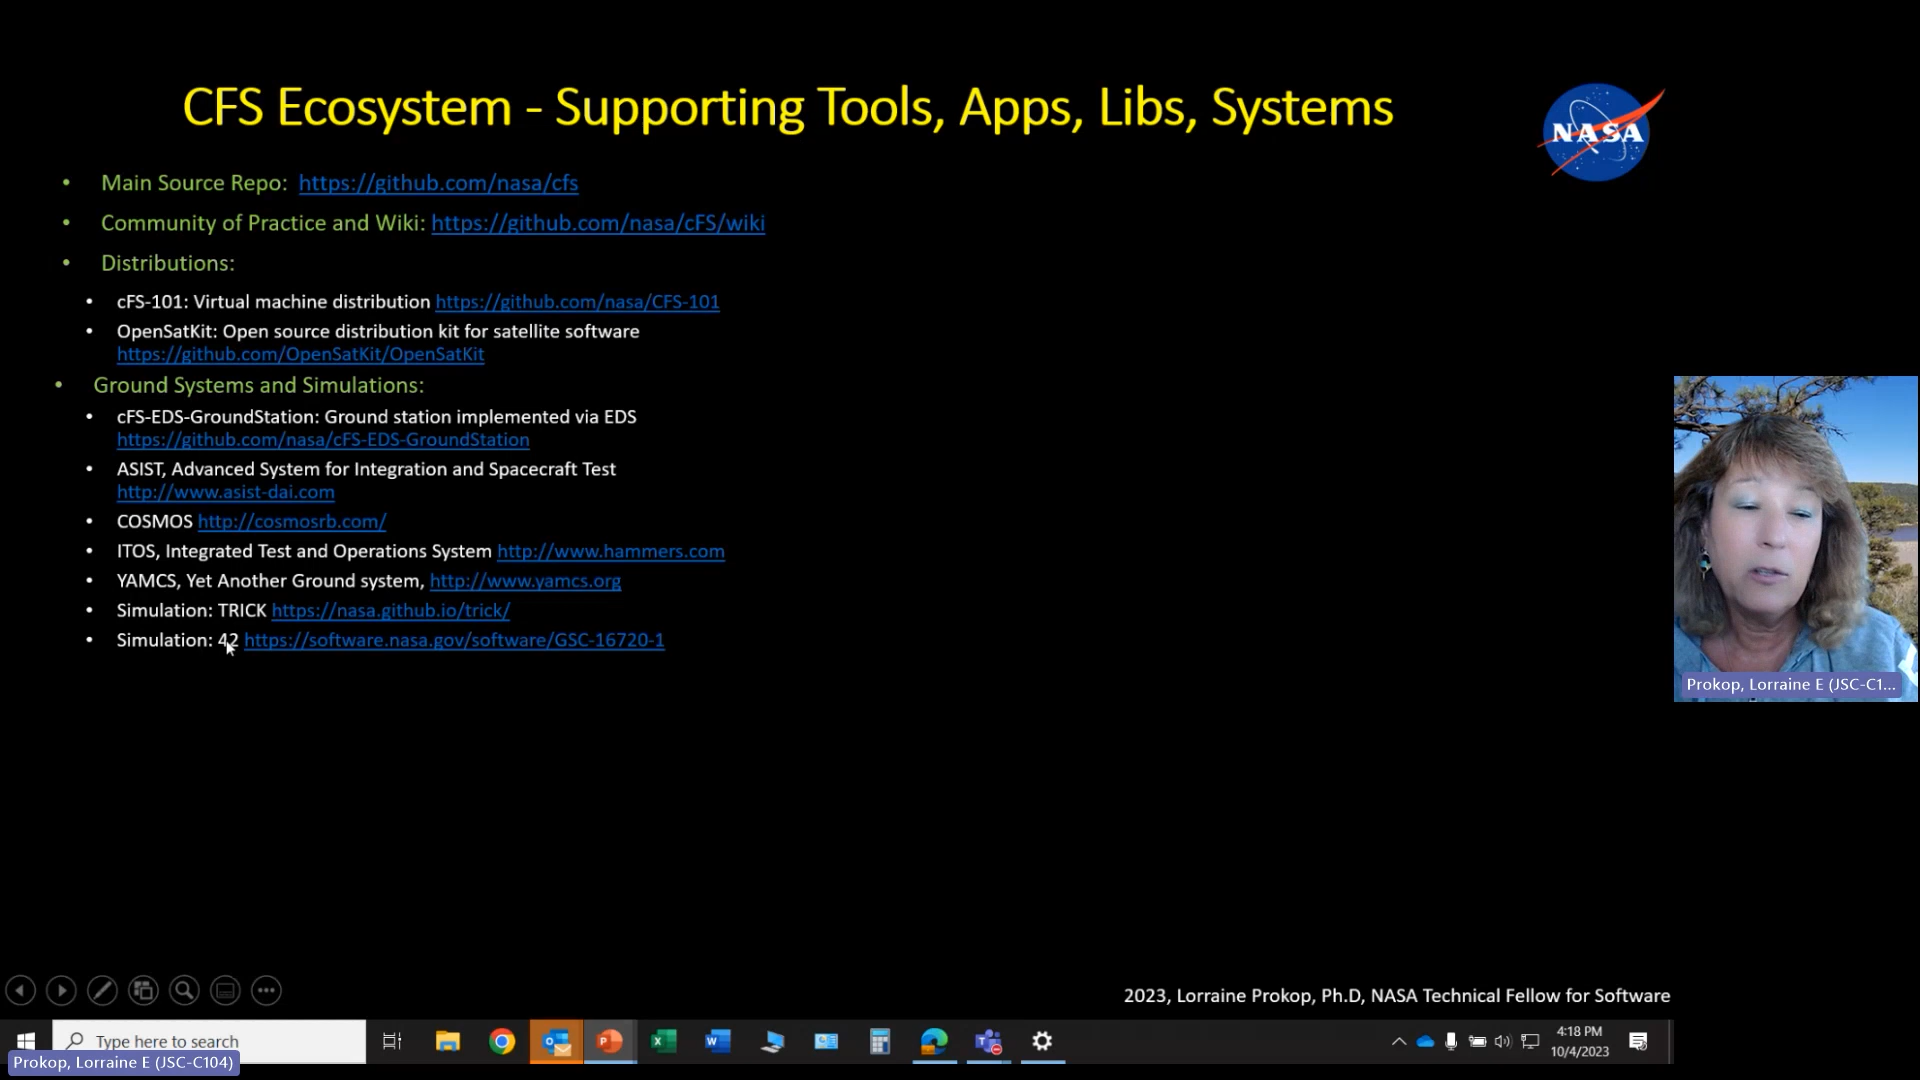 CFS Ecosystem - Supporting Tools, Apps, Libs, Systems
NASA
• Main Source Repo: https://github.com/nasa/cfs
• Community of Practice and Wiki: https://github.com/nasa/cFS/wiki
• Distributions:
• cFS-101: Virtual machine distribution https://github.com/nasa/CFS-101
• OpenSatKit: Open source distribution kit for satellite software
https://github.com/OpenSatKit/OpenSatKit
• Ground Systems and Simulations:
• cFS-EDS-GroundStation: Ground station implemented via EDS
https://github.com/nasa/cFS-EDS-GroundStation
• ASIST, Advanced System for Integration and Spacecraft Test
http://www.asist-dai.com
• COSMOS http://cosmosrb.com/
• ITOS, Integrated Test and Operations System http://www.hammers.com
• YAMCS, Yet Another Ground system, http://www.yamcs.org
• Simulation: TRICK https://nasa.github.io/trick/
• Simulation: 42 https://software.nasa.gov/software/GSC-16720-1
Prokop, Lorraine E (JSC-C1...
2023, Lorraine Prokop, Ph.D, NASA Technical Fellow for Software
Type here to search
4:18 PM
10/4/2023
Prokop, Lorraine E (JSC-C104)